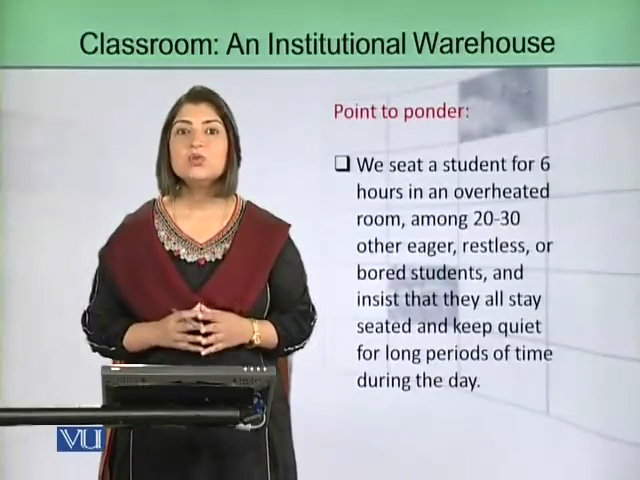 Classroom: An Institutional Warehouse
Point to ponder:
❑ We seat a student for 6
hours in an overheated
room, among 20-30
other eager, restless, or
bored students, and
insist that they all stay
seated and keep quiet
for long periods of time
during the day.
VU